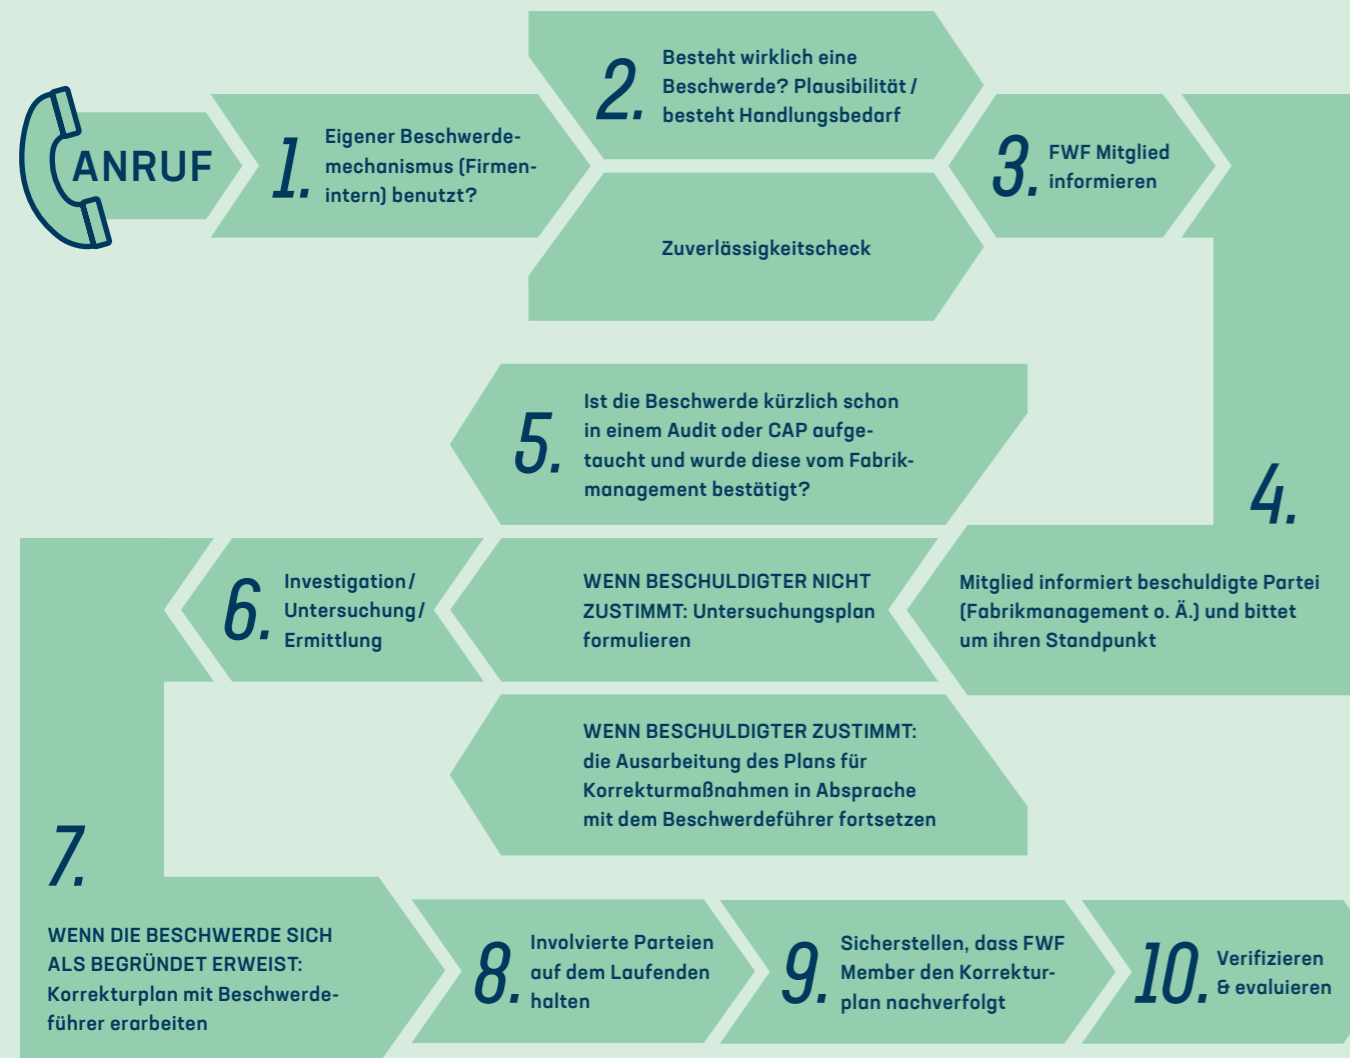 ANRUF
1.
Eigener Beschwerde-
mechanismus (Firmen-
intern) benutzt?
2.
Besteht wirklich eine
Beschwerde? Plausibilität /
besteht Handlungsbedarf
Zuverlässigkeitscheck
3.
FWF Mitglied
informieren
4.
Mitglied informiert beschuldigte Partei
(Fabrikmanagement o. Ä.) und bittet
um ihren Standpunkt
5.
Ist die Beschwerde kürzlich schon
in einem Audit oder CAP aufge-
taucht und wurde diese vom Fabrik-
management bestätigt?
WENN BESCHULDIGTER NICHT
ZUSTIMMT: Untersuchungsplan
formulieren
WENN BESCHULDIGTER ZUSTIMMT:
die Ausarbeitung des Plans für
Korrekturmaßnahmen in Absprache
mit dem Beschwerdeführer fortsetzen
6.
Investigation/
Untersuchung/
Ermittlung
7.
WENN DIE BESCHWERDE SICH
ALS BEGRÜNDET ERWEIST:
Korrekturplan mit Beschwerde-
führer erarbeiten
8.
Involvierte Parteien
auf dem Laufenden
halten
9.
Sicherstellen, dass FWF
Member den Korrektur-
plan nachverfolgt
10.
Verifizieren
& evaluieren